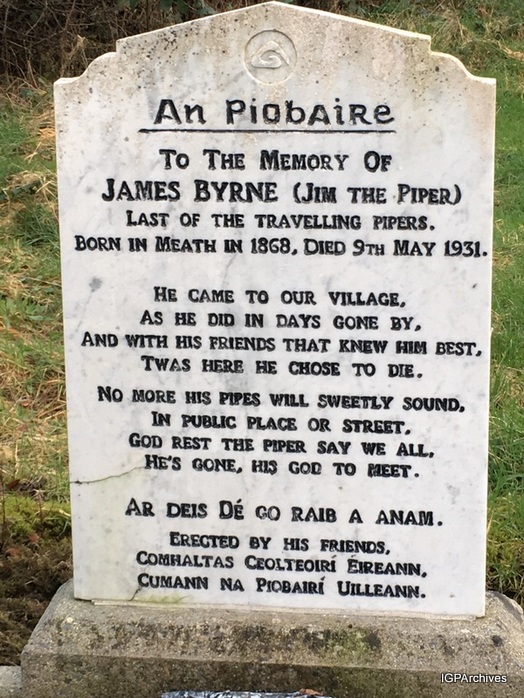 An Píobaire
To The Memory Of
JAMES BYRNE (Jim the Piper)
Last of the travelling pipers.
Born in Meath in 1868, Died 9th May 1931.
He came to our village,
As he did in days gone by,
And with his friends that knew him best,
Twas here he chose to die.
No more his pipes will sweetly sound,
In public place or street,
God rest the piper say we all,
He's gone, his God to meet.
Ar deis Dé go raib a anam.
Erected by his friends,
Comhaltas Ceolteoirí Éireann,
Cumann na Piobairí Uilleann.
IGPArchives